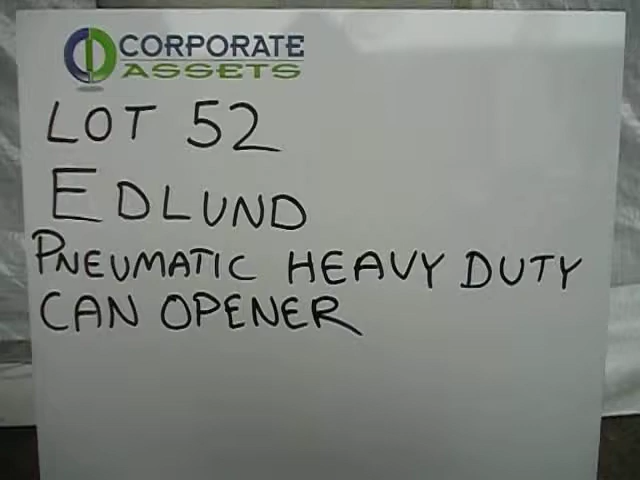 CORPORATE
ASSETS
LOT 52
EDLUND
PNEUMATIC HEAVY DUTY
CAN OPENER